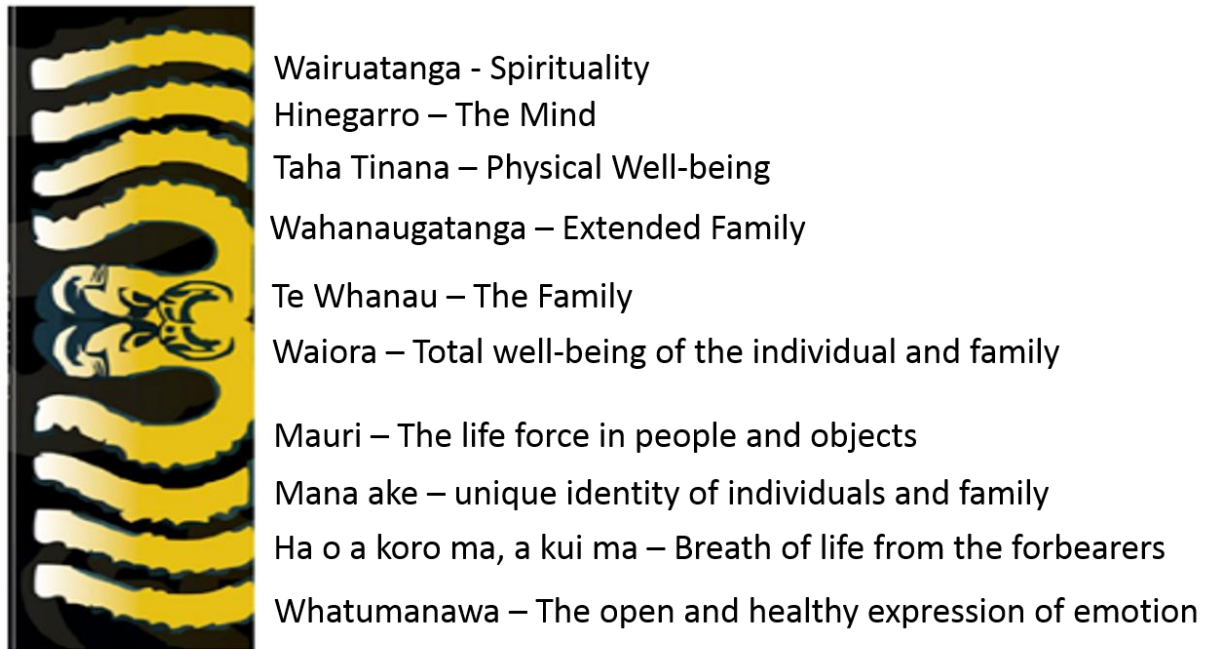 Wairuatanga - Spirituality
Hinegarro – The Mind
Taha Tinana – Physical Well-being
Wahanaugatanga – Extended Family
Te Whanau – The Family
Waiora – Total well-being of the individual and family
Mauri – The life force in people and objects
Mana ake – unique identity of individuals and family
Ha o a koro ma, a kui ma – Breath of life from the forbearers
Whatumanawa – The open and healthy expression of emotion